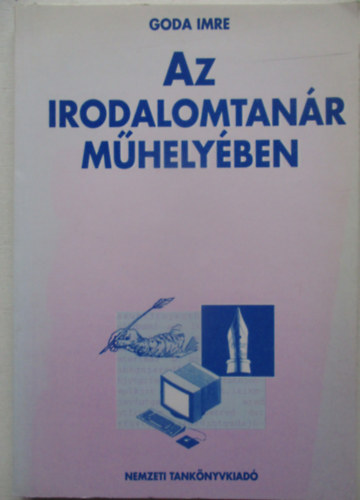 GODA IMRE
AZ
IRODALOMTANÁR
MŰHELYÉBEN
NEMZETI TANKÖNYVKIADÓ